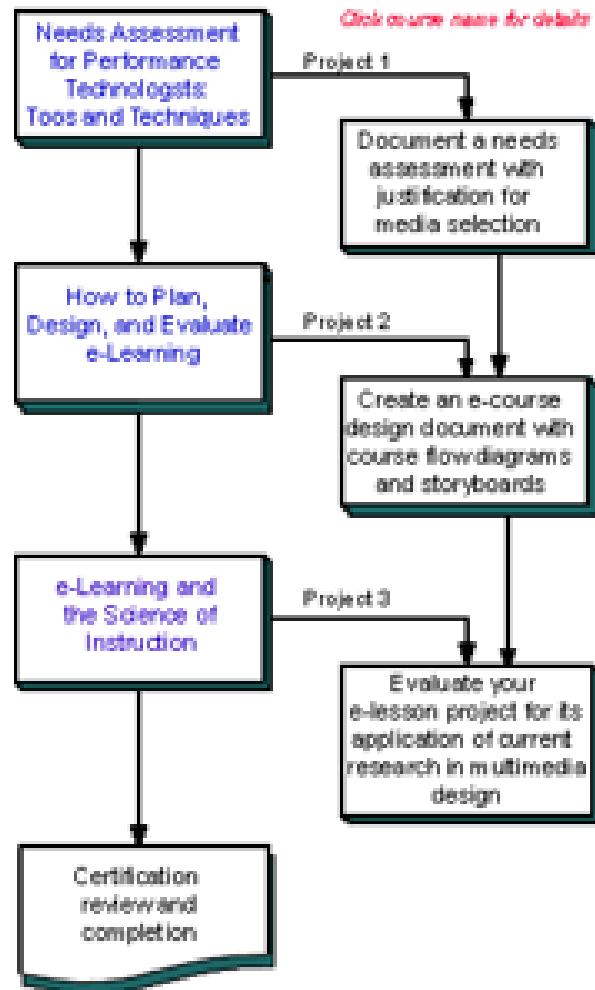 Click course name for details
Needs Assessment
for Performance
Technologsts:
Toos and Techniques
Project 1
Document a needs
assessment with
justification for
media selection
How to Plan,
Design, and Evaluate
e-Learning
Project 2
Create an e-course
design document with
course flow diagrams
and storyboards
e-Learning and
the Science of
Instruction
Project 3
Evaluate your
e-lesson project for its
application of current
research in multimedia
design
Certification
review and
completion